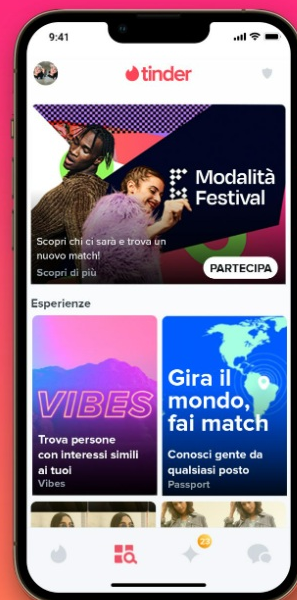 9:41
tinder
Modalità
Festival
Scopri chi ci sarà e trova un
nuovo match!
Scopri di più
PARTECIPA
Esperienze
VIBES
Trova persone
con interessi simili
ai tuoi
Vibes
Gira il
mondo,
fai match
Conosci gente da
qualsiasi posto
Passport
22